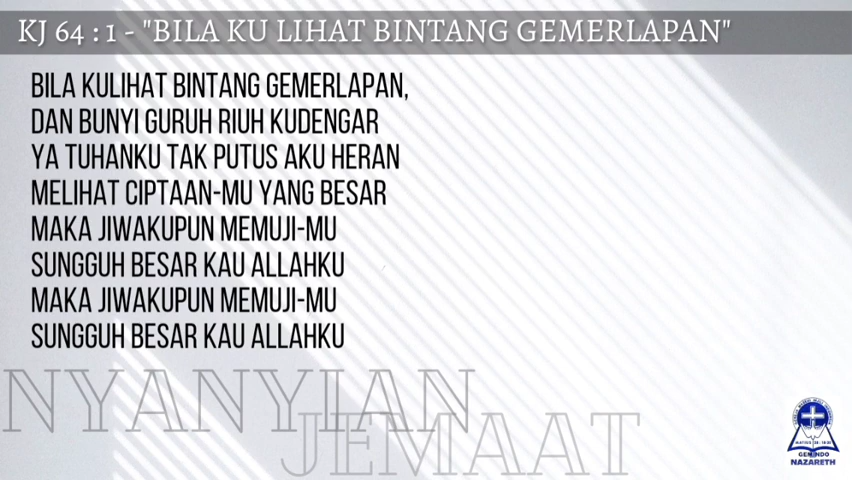 KJ 64 : 1 - "BILA KU LIHAT BINTANG GEMERLAPAN"
BILA KULIHAT BINTANG GEMERLAPAN,
DAN BUNYI GURUH RIUH KUDENGAR
YA TUHANKU TAK PUTUS AKU HERAN
MELIHAT CIPTAAN-MU YANG BESAR
MAKA JIWAKUPUN MEMUJI-MU
SUNGGUH BESAR KAU ALLAHKU
MAKA JIWAKUPUN MEMUJI-MU
SUNGGUH BESAR KAU ALLAHKU
NYANYIAN
JEMAAT
GEMINDO
NAZARETH